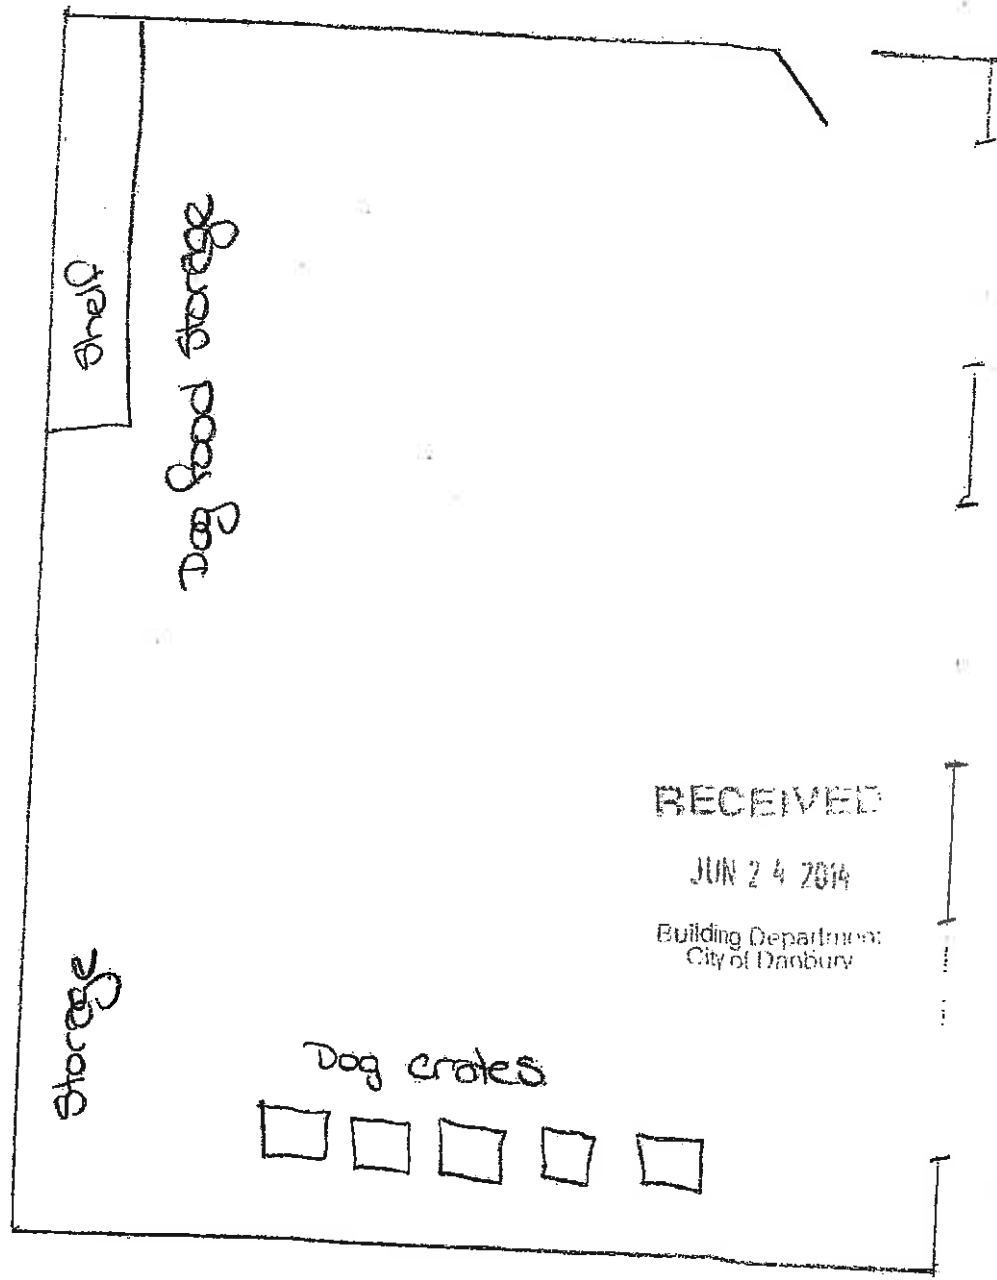 Shelf
Dog food storage
RECEIVED
JUN 24 2014
Building Department
City of Danbury
Storage
Dog crates